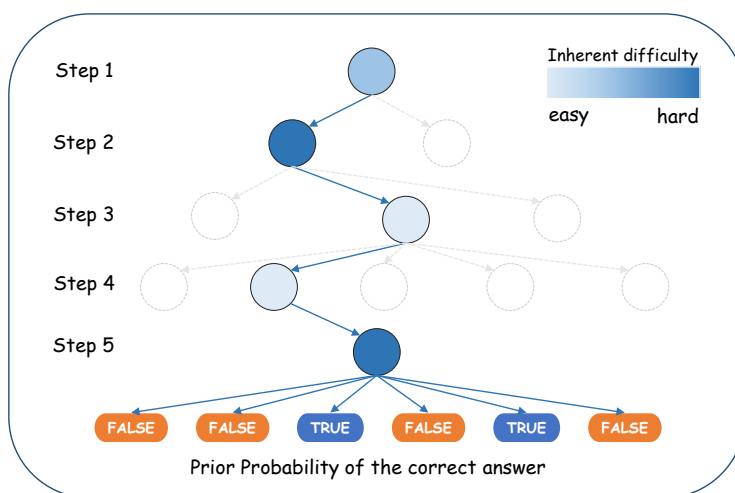 Inherent difficulty
easy hard
Step 1
Step 2
Step 3
Step 4
Step 5
FALSE FALSE TRUE FALSE TRUE FALSE
Prior Probability of the correct answer